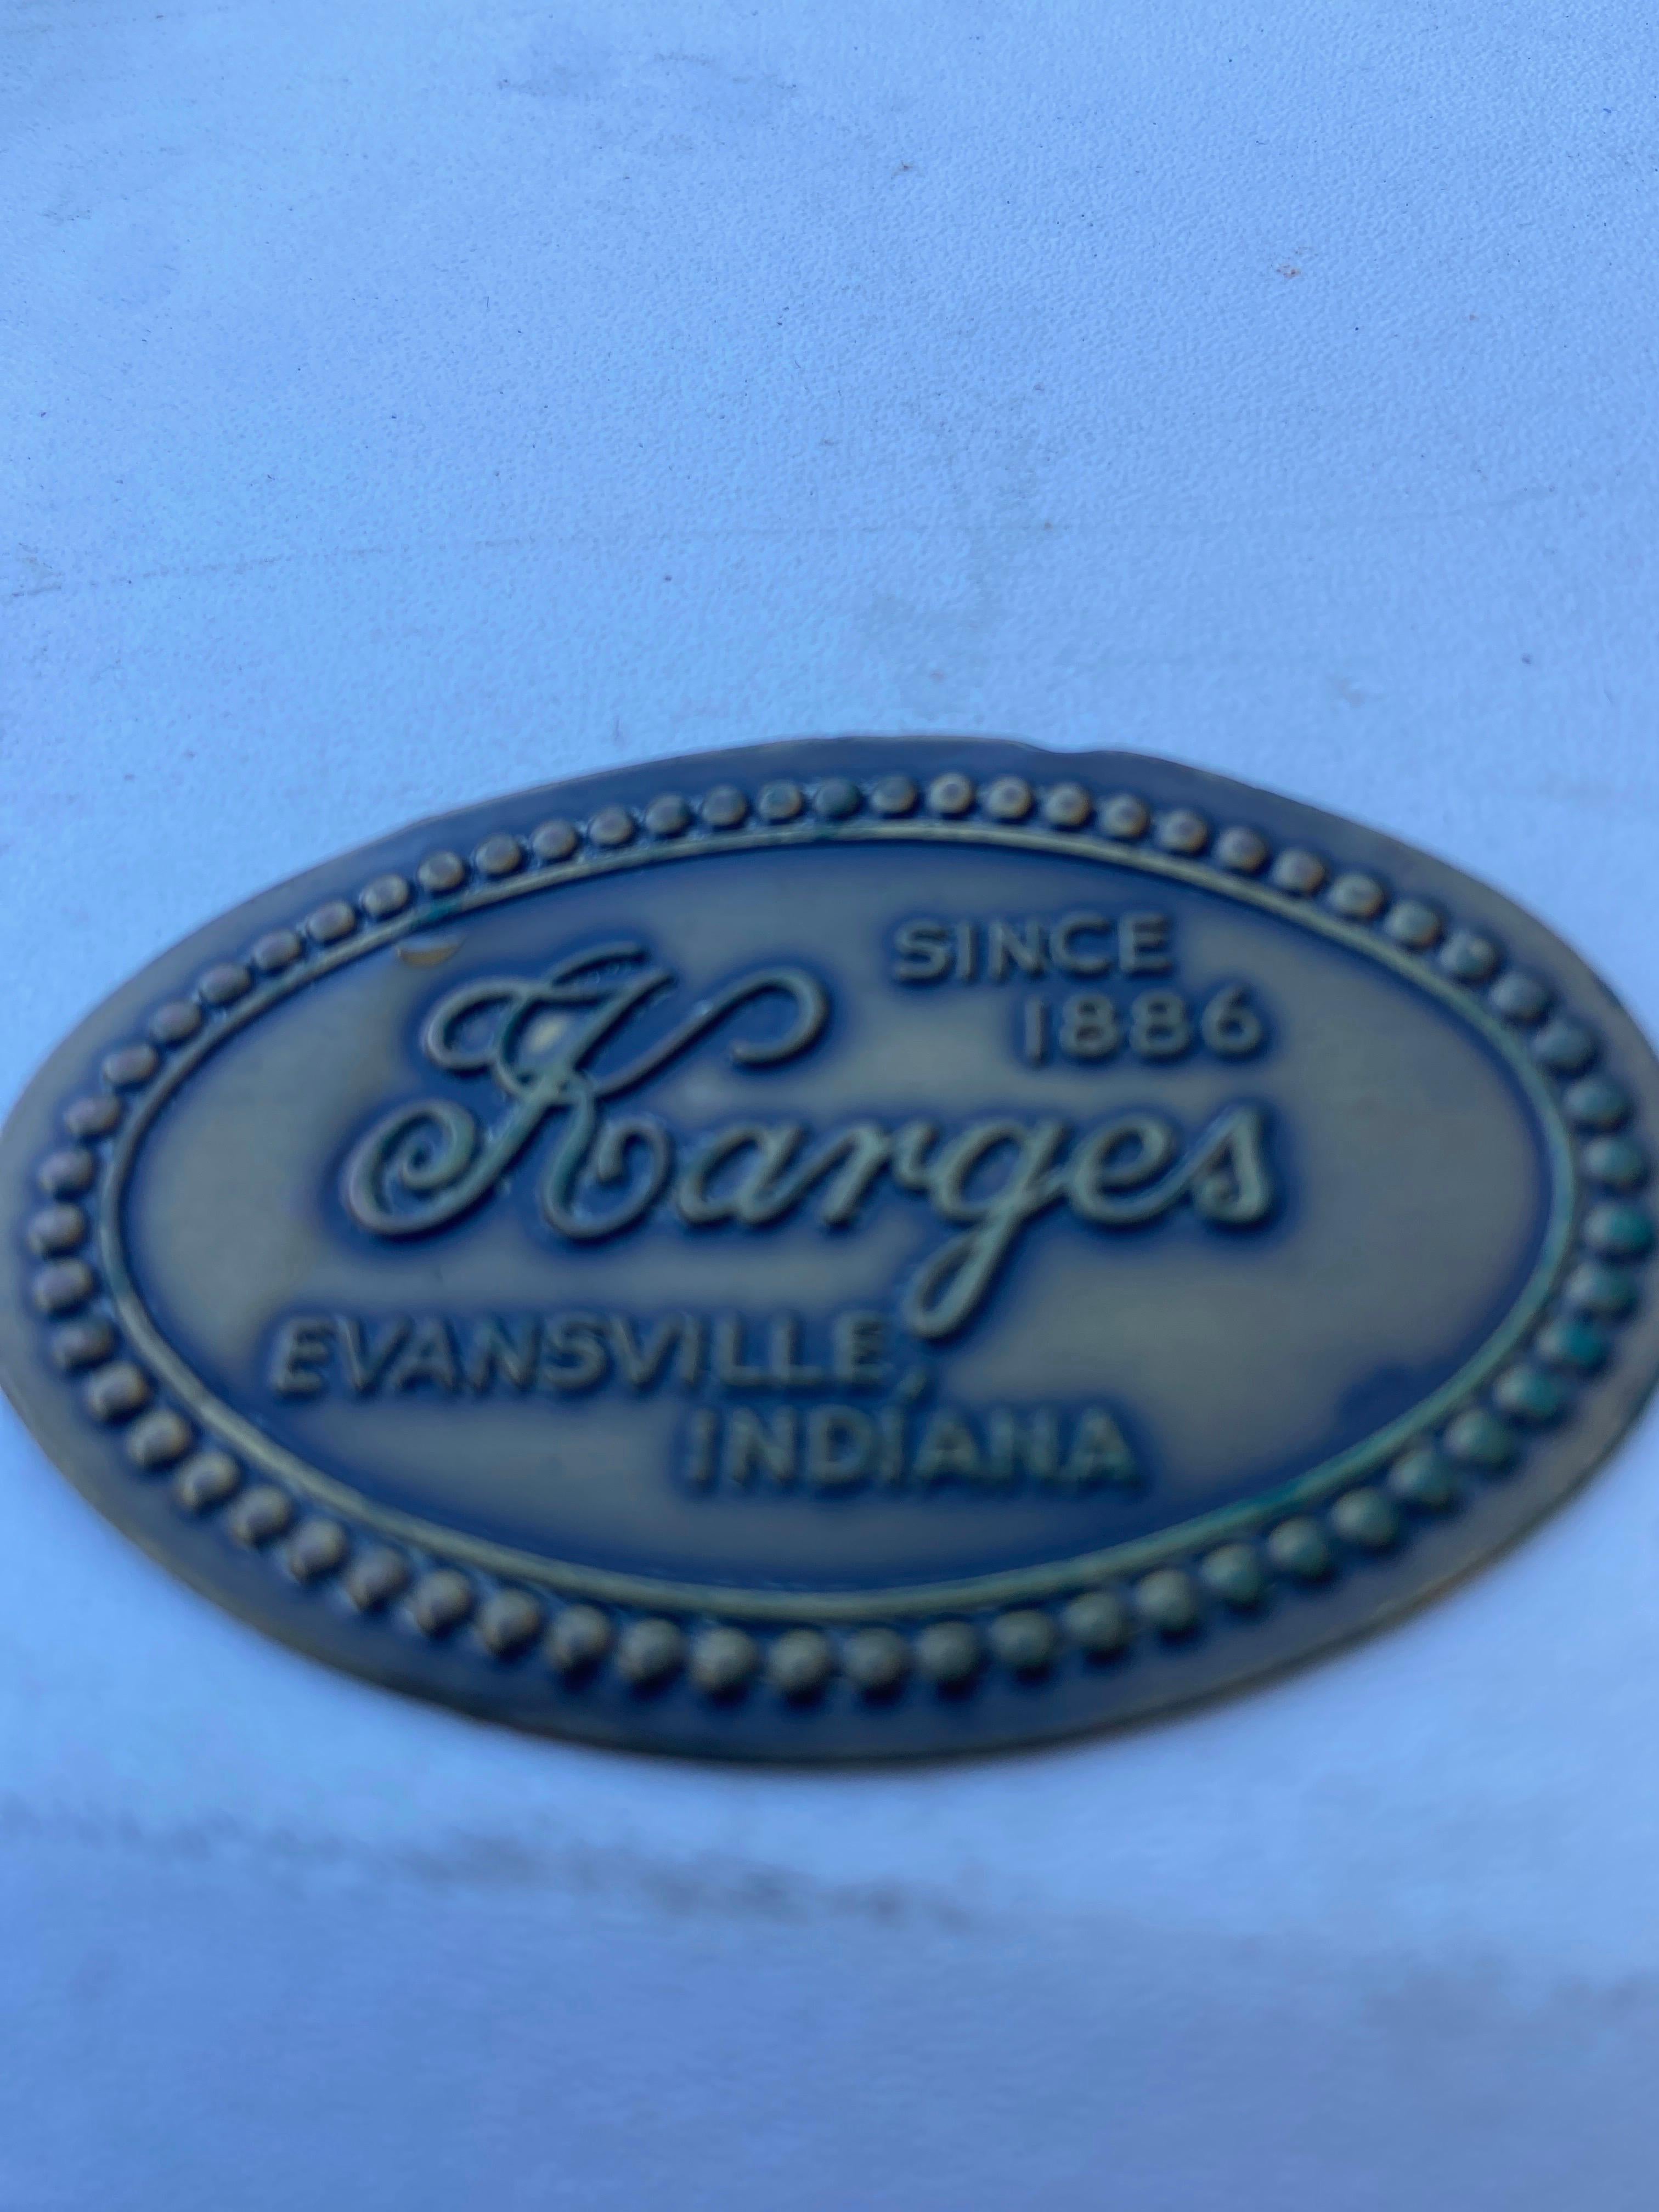 SINCE
1886
Karges
EVANSVILLE,
INDIANA